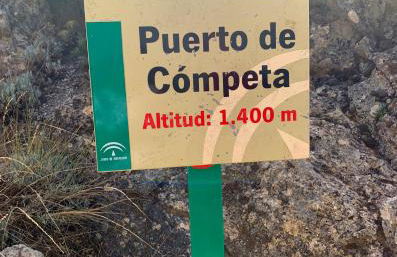 Puerto de
Cómpeta
Altitud: 1.400 m